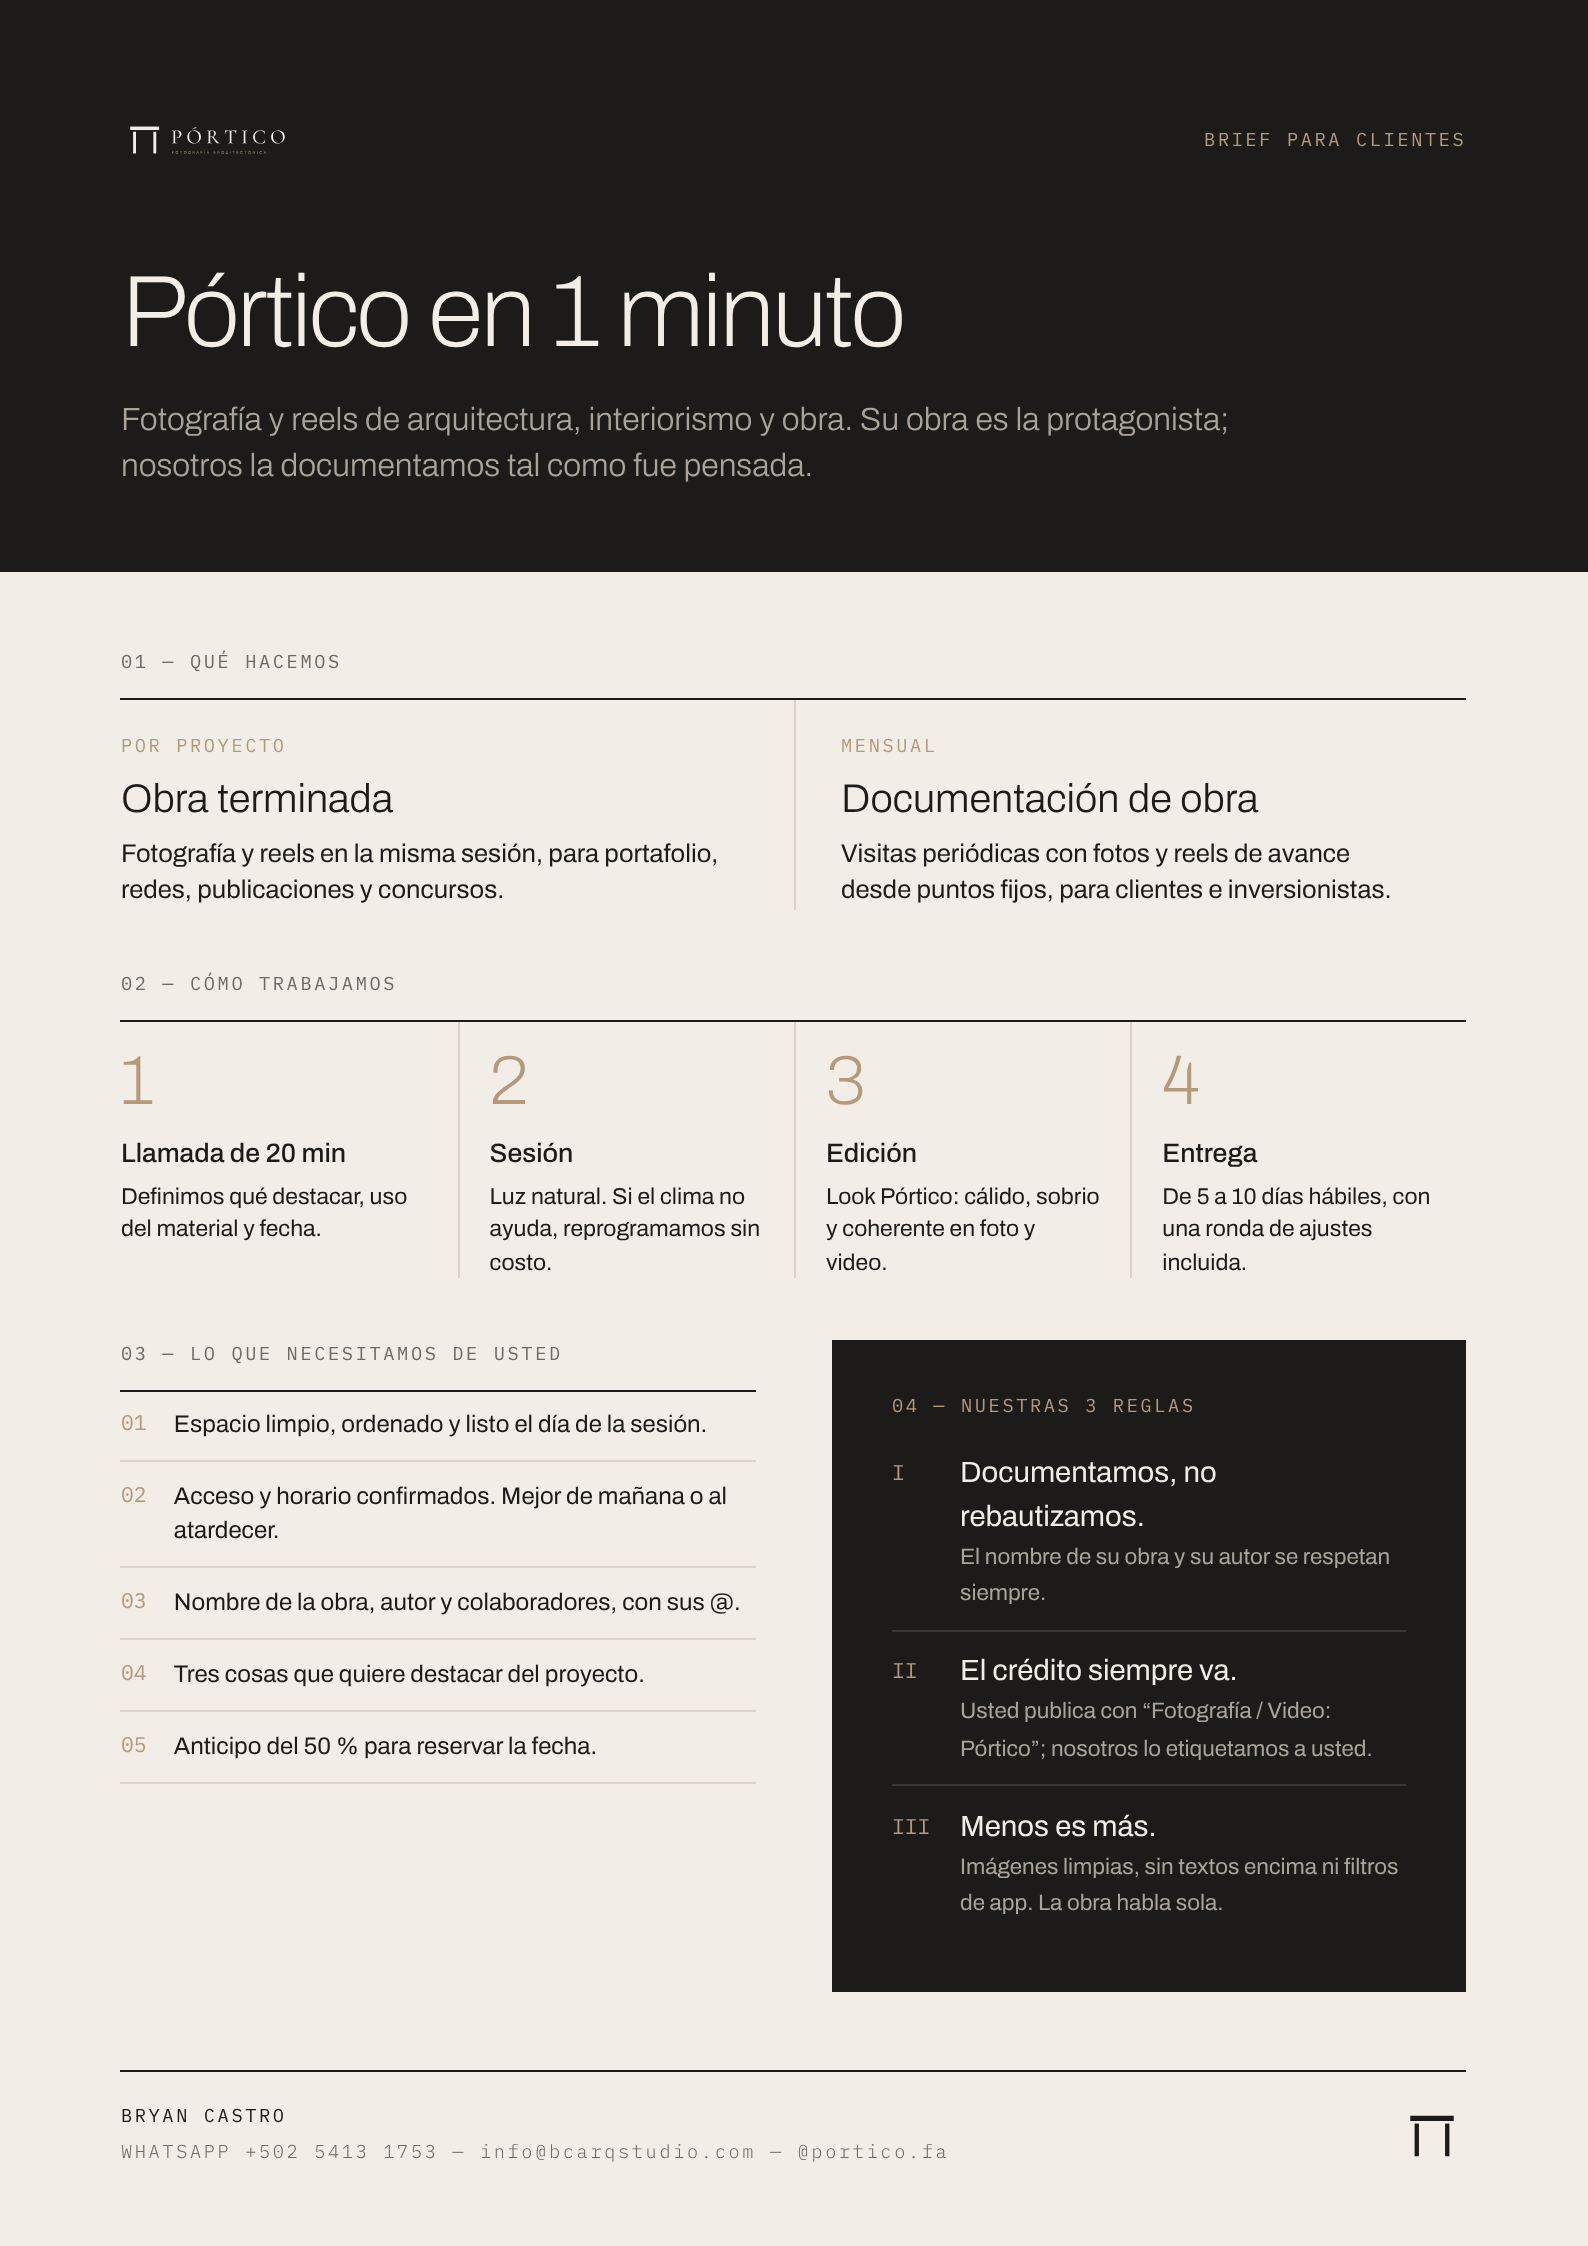 PÓRTICO
FOTOGRAFÍA ARQUITECTÓNICA
BRIEF PARA CLIENTES
Pórtico en 1 minuto
Fotografía y reels de arquitectura, interiorismo y obra. Su obra es la protagonista;
nosotros la documentamos tal como fue pensada.
01 — QUÉ HACEMOS
POR PROYECTO
Obra terminada
Fotografía y reels en la misma sesión, para portafolio,
redes, publicaciones y concursos.
MENSUAL
Documentación de obra
Visitas periódicas con fotos y reels de avance
desde puntos fijos, para clientes e inversionistas.
02 — CÓMO TRABAJAMOS
1
Llamada de 20 min
Definimos qué destacar, uso
del material y fecha.
2
Sesión
Luz natural. Si el clima no
ayuda, reprogramamos sin
costo.
3
Edición
Look Pórtico: cálido, sobrio
y coherente en foto y
video.
4
Entrega
De 5 a 10 días hábiles, con
una ronda de ajustes
incluida.
03 — LO QUE NECESITAMOS DE USTED
01 Espacio limpio, ordenado y listo el día de la sesión.
02 Acceso y horario confirmados. Mejor de mañana o al
atardecer.
03 Nombre de la obra, autor y colaboradores, con sus @.
04 Tres cosas que quiere destacar del proyecto.
05 Anticipo del 50 % para reservar la fecha.
04 — NUESTRAS 3 REGLAS
I Documentamos, no
rebautizamos.
El nombre de su obra y su autor se respetan
siempre.
II El crédito siempre va.
Usted publica con “Fotografía / Video:
Pórtico”; nosotros lo etiquetamos a usted.
III Menos es más.
Imágenes limpias, sin textos encima ni filtros
de app. La obra habla sola.
BRYAN CASTRO
WHATSAPP +502 5413 1753 — info@bcarqstudio.com — @portico.fa